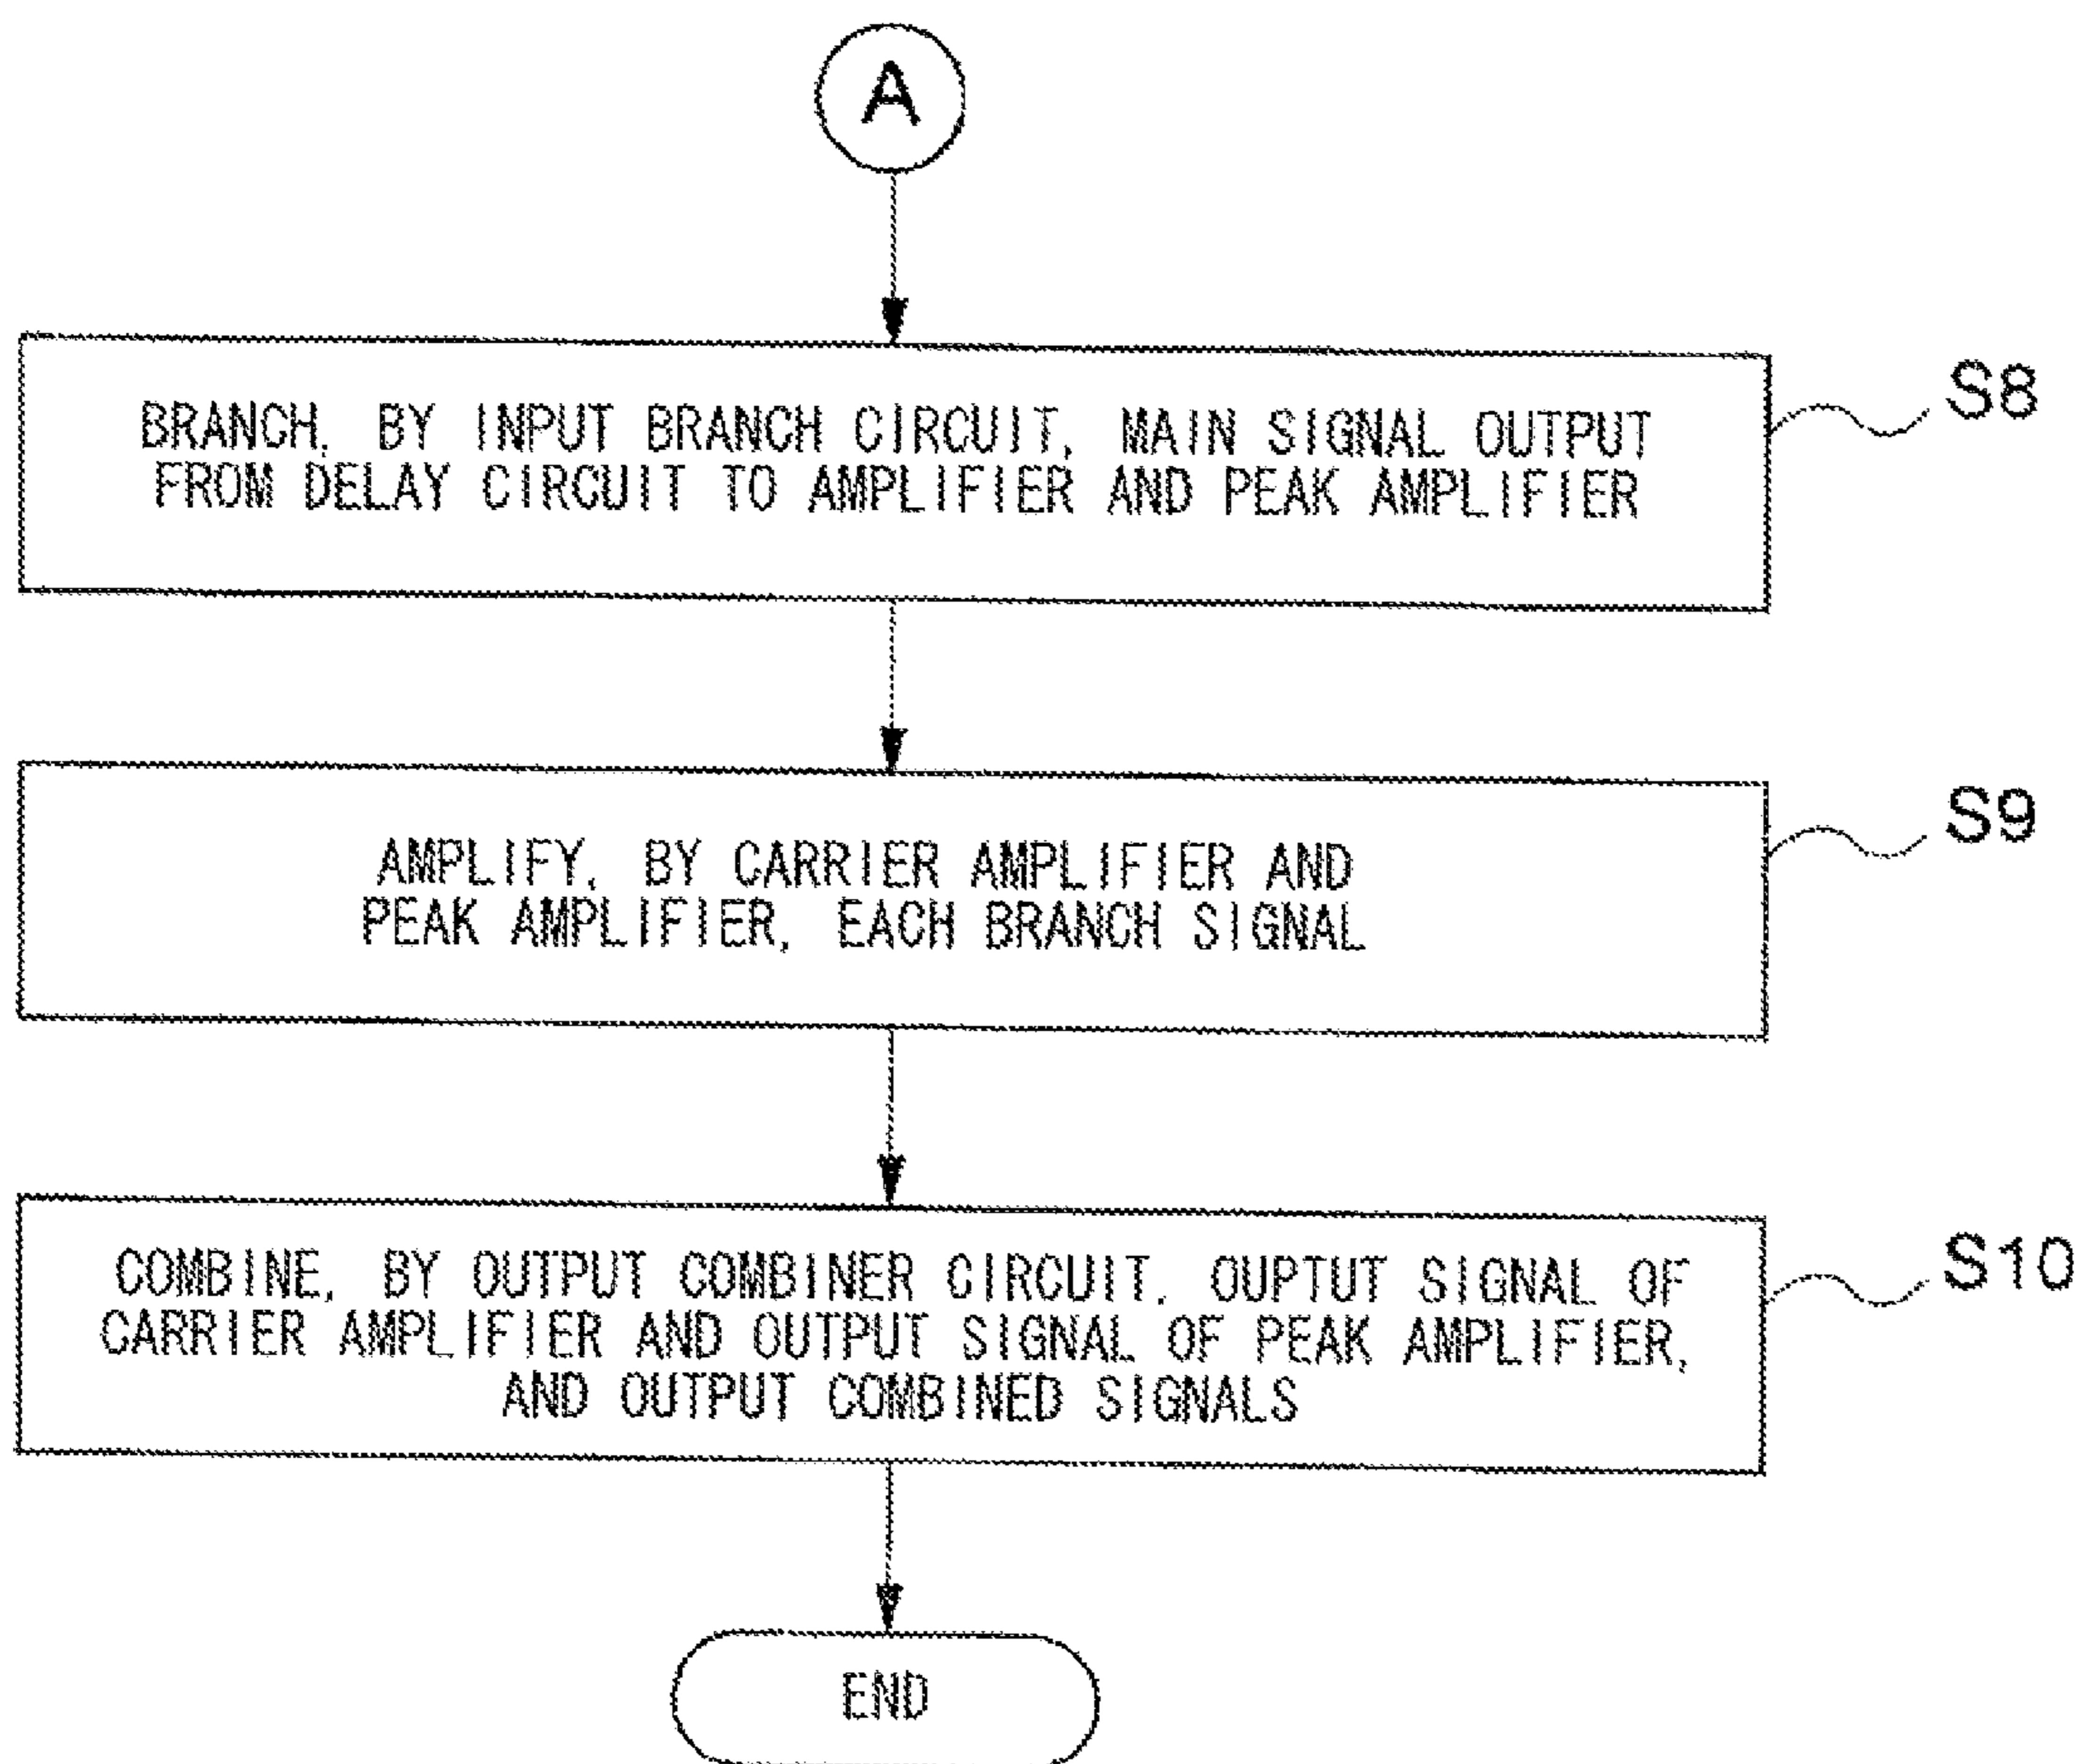 A
BRANCH, BY INPUT BRANCH CIRCUIT, MAIN SIGNAL OUTPUT
FROM DELAY CIRCUIT TO AMPLIFIER AND PEAK AMPLIFIER
S8
AMPLIFY, BY CARRIER AMPLIFIER AND
PEAK AMPLIFIER, EACH BRANCH SIGNAL
S9
COMBINE, BY OUTPUT COMBINER CIRCUIT, OUPTUT SIGNAL OF
CARRIER AMPLIFIER AND OUTPUT SIGNAL OF PEAK AMPLIFIER,
AND OUTPUT COMBINED SIGNALS
S10
END